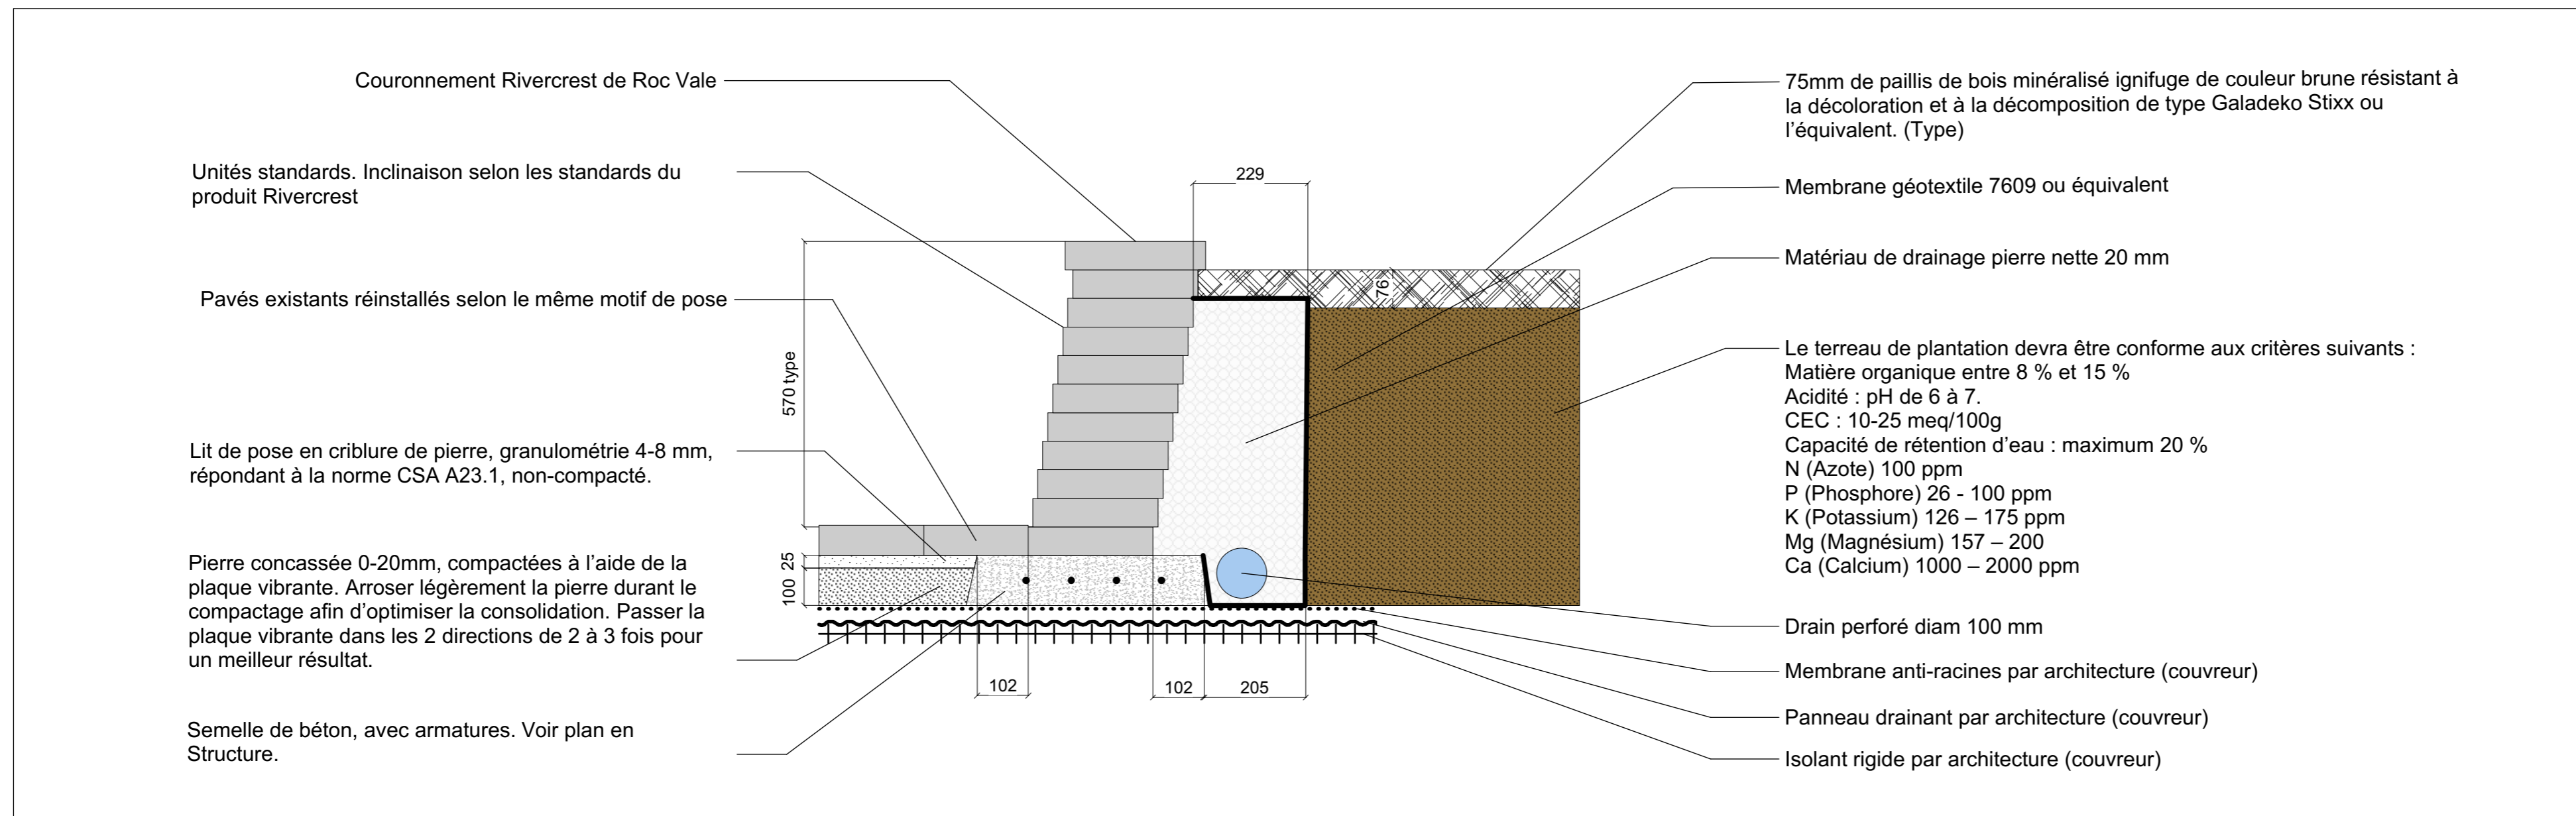 Couronnement Rivercrest de Roc Vale
Unités standards. Inclinaison selon les standards du
produit Rivercrest
Pavés existants réinstallés selon le même motif de pose
Lit de pose en criblure de pierre, granulométrie 4-8 mm,
répondant à la norme CSA A23.1, non-compacté.
Pierre concassée 0-20mm, compactées à l'aide de la
plaque vibrante. Arroser légèrement la pierre durant le
compactage afin d'optimiser la consolidation. Passer la
plaque vibrante dans les 2 directions de 2 à 3 fois pour
un meilleur résultat.
Semelle de béton, avec armatures. Voir plan en
Structure.
229
76
570 type
25
100
102
102
205
75mm de paillis de bois minéralisé ignifuge de couleur brune résistant à
la décoloration et à la décomposition de type Galadeko Stixx ou
l'équivalent. (Type)
Membrane géotextile 7609 ou équivalent
Matériau de drainage pierre nette 20 mm
Le terreau de plantation devra être conforme aux critères suivants :
Matière organique entre 8 % et 15 %
Acidité : pH de 6 à 7.
CEC : 10-25 meq/100g
Capacité de rétention d'eau : maximum 20 %
N (Azote) 100 ppm
P (Phosphore) 26 - 100 ppm
K (Potassium) 126 – 175 ppm
Mg (Magnésium) 157 – 200
Ca (Calcium) 1000 – 2000 ppm
Drain perforé diam 100 mm
Membrane anti-racines par architecture (couvreur)
Panneau drainant par architecture (couvreur)
Isolant rigide par architecture (couvreur)